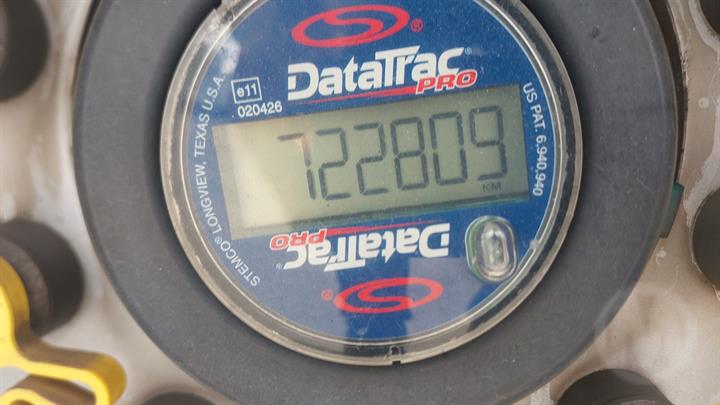 ®
DataTrac
PRO
e11
020426
722809
KM
STEMCO® LONGVIEW, TEXAS U.S.A.
US PAT. 6,940,940
DataTrac
PRO
®